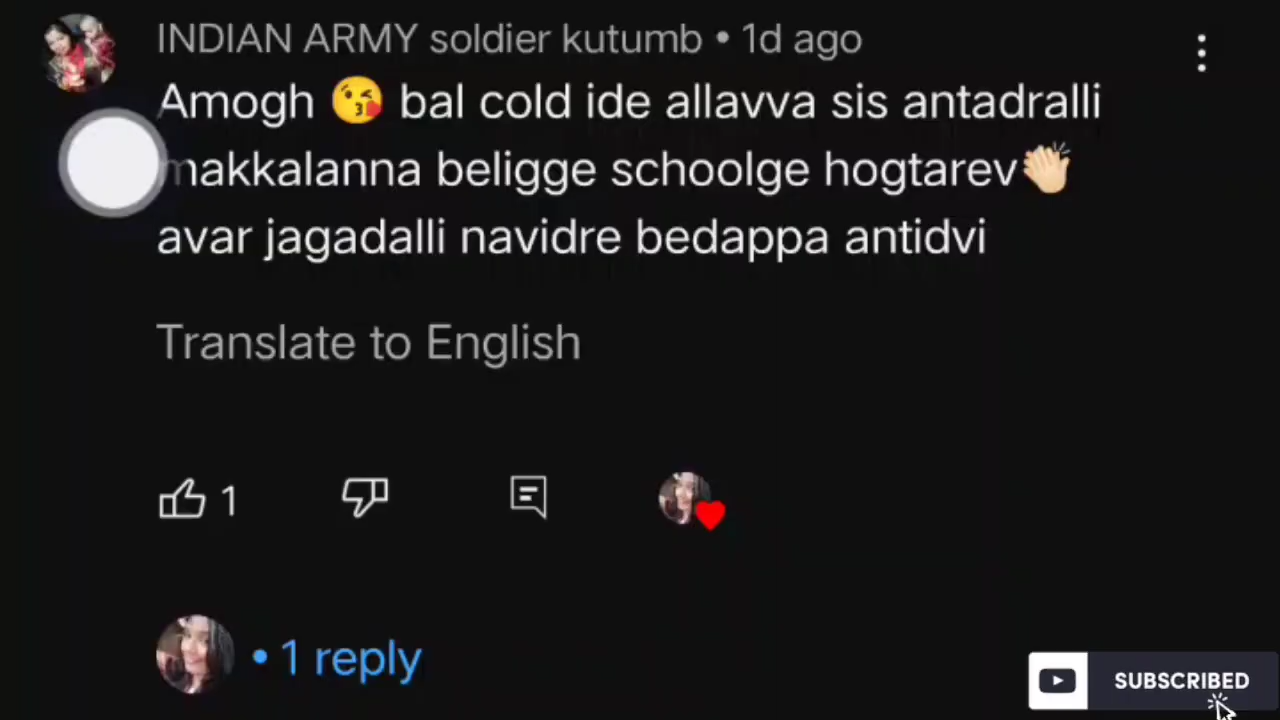 INDIAN ARMY soldier kutumb • 1d ago
Amogh 😘 bal cold ide allavva sis antadralli
makkalanna beligge schoolge hogtarev👏🏻
avar jagadalli navidre bedappa antidvi
Translate to English
1
• 1 reply
SUBSCRIBED